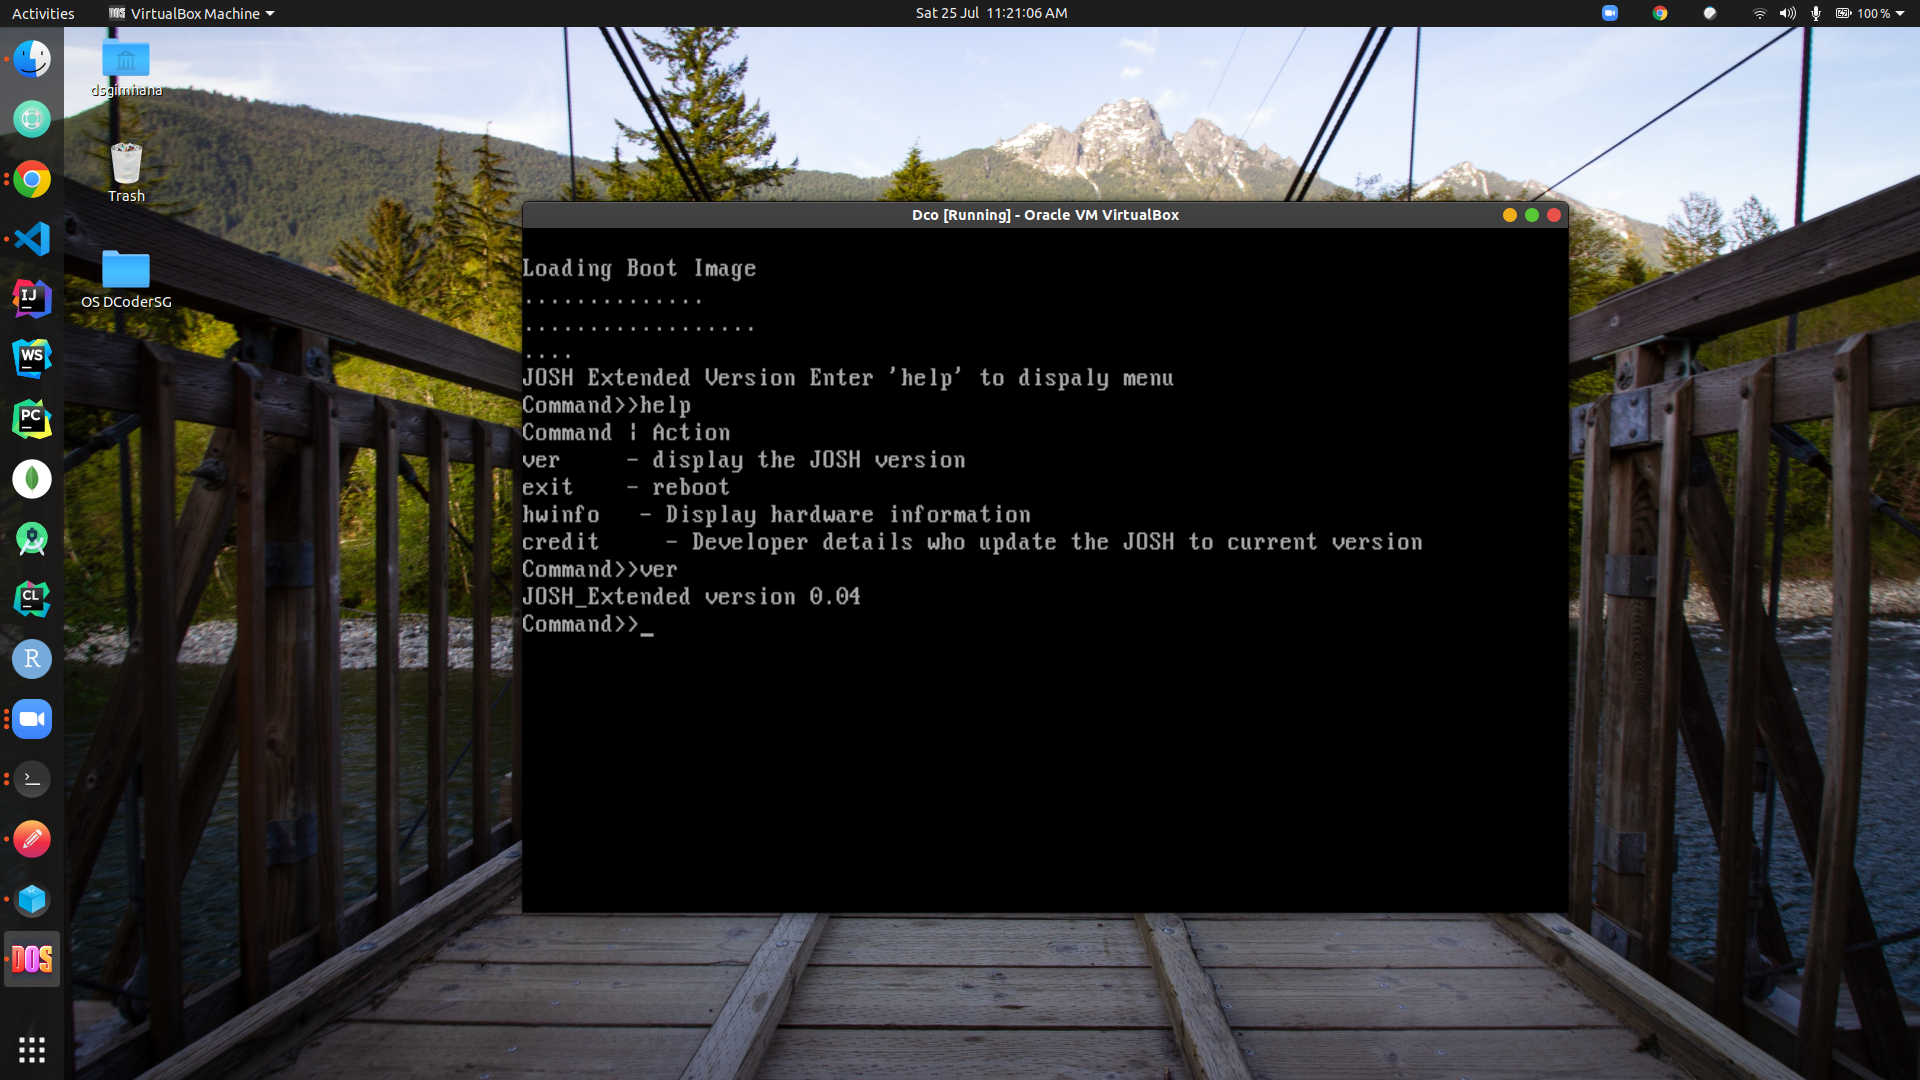 Activities
VirtualBox Machine
Sat 25 Jul 11:21:06 AM
100 %
dsgimhana
Trash
OS DCoderSG
IJ
WS
PC
CL
R
DOS
Dco [Running] - Oracle VM VirtualBox
Loading Boot Image
..............
..................
....
JOSH Extended Version Enter 'help' to dispaly menu
Command>>help
Command | Action
ver     - display the JOSH version
exit    - reboot
hwinfo   - Display hardware information
credit     - Developer details who update the JOSH to current version
Command>>ver
JOSH_Extended version 0.04
Command>>_